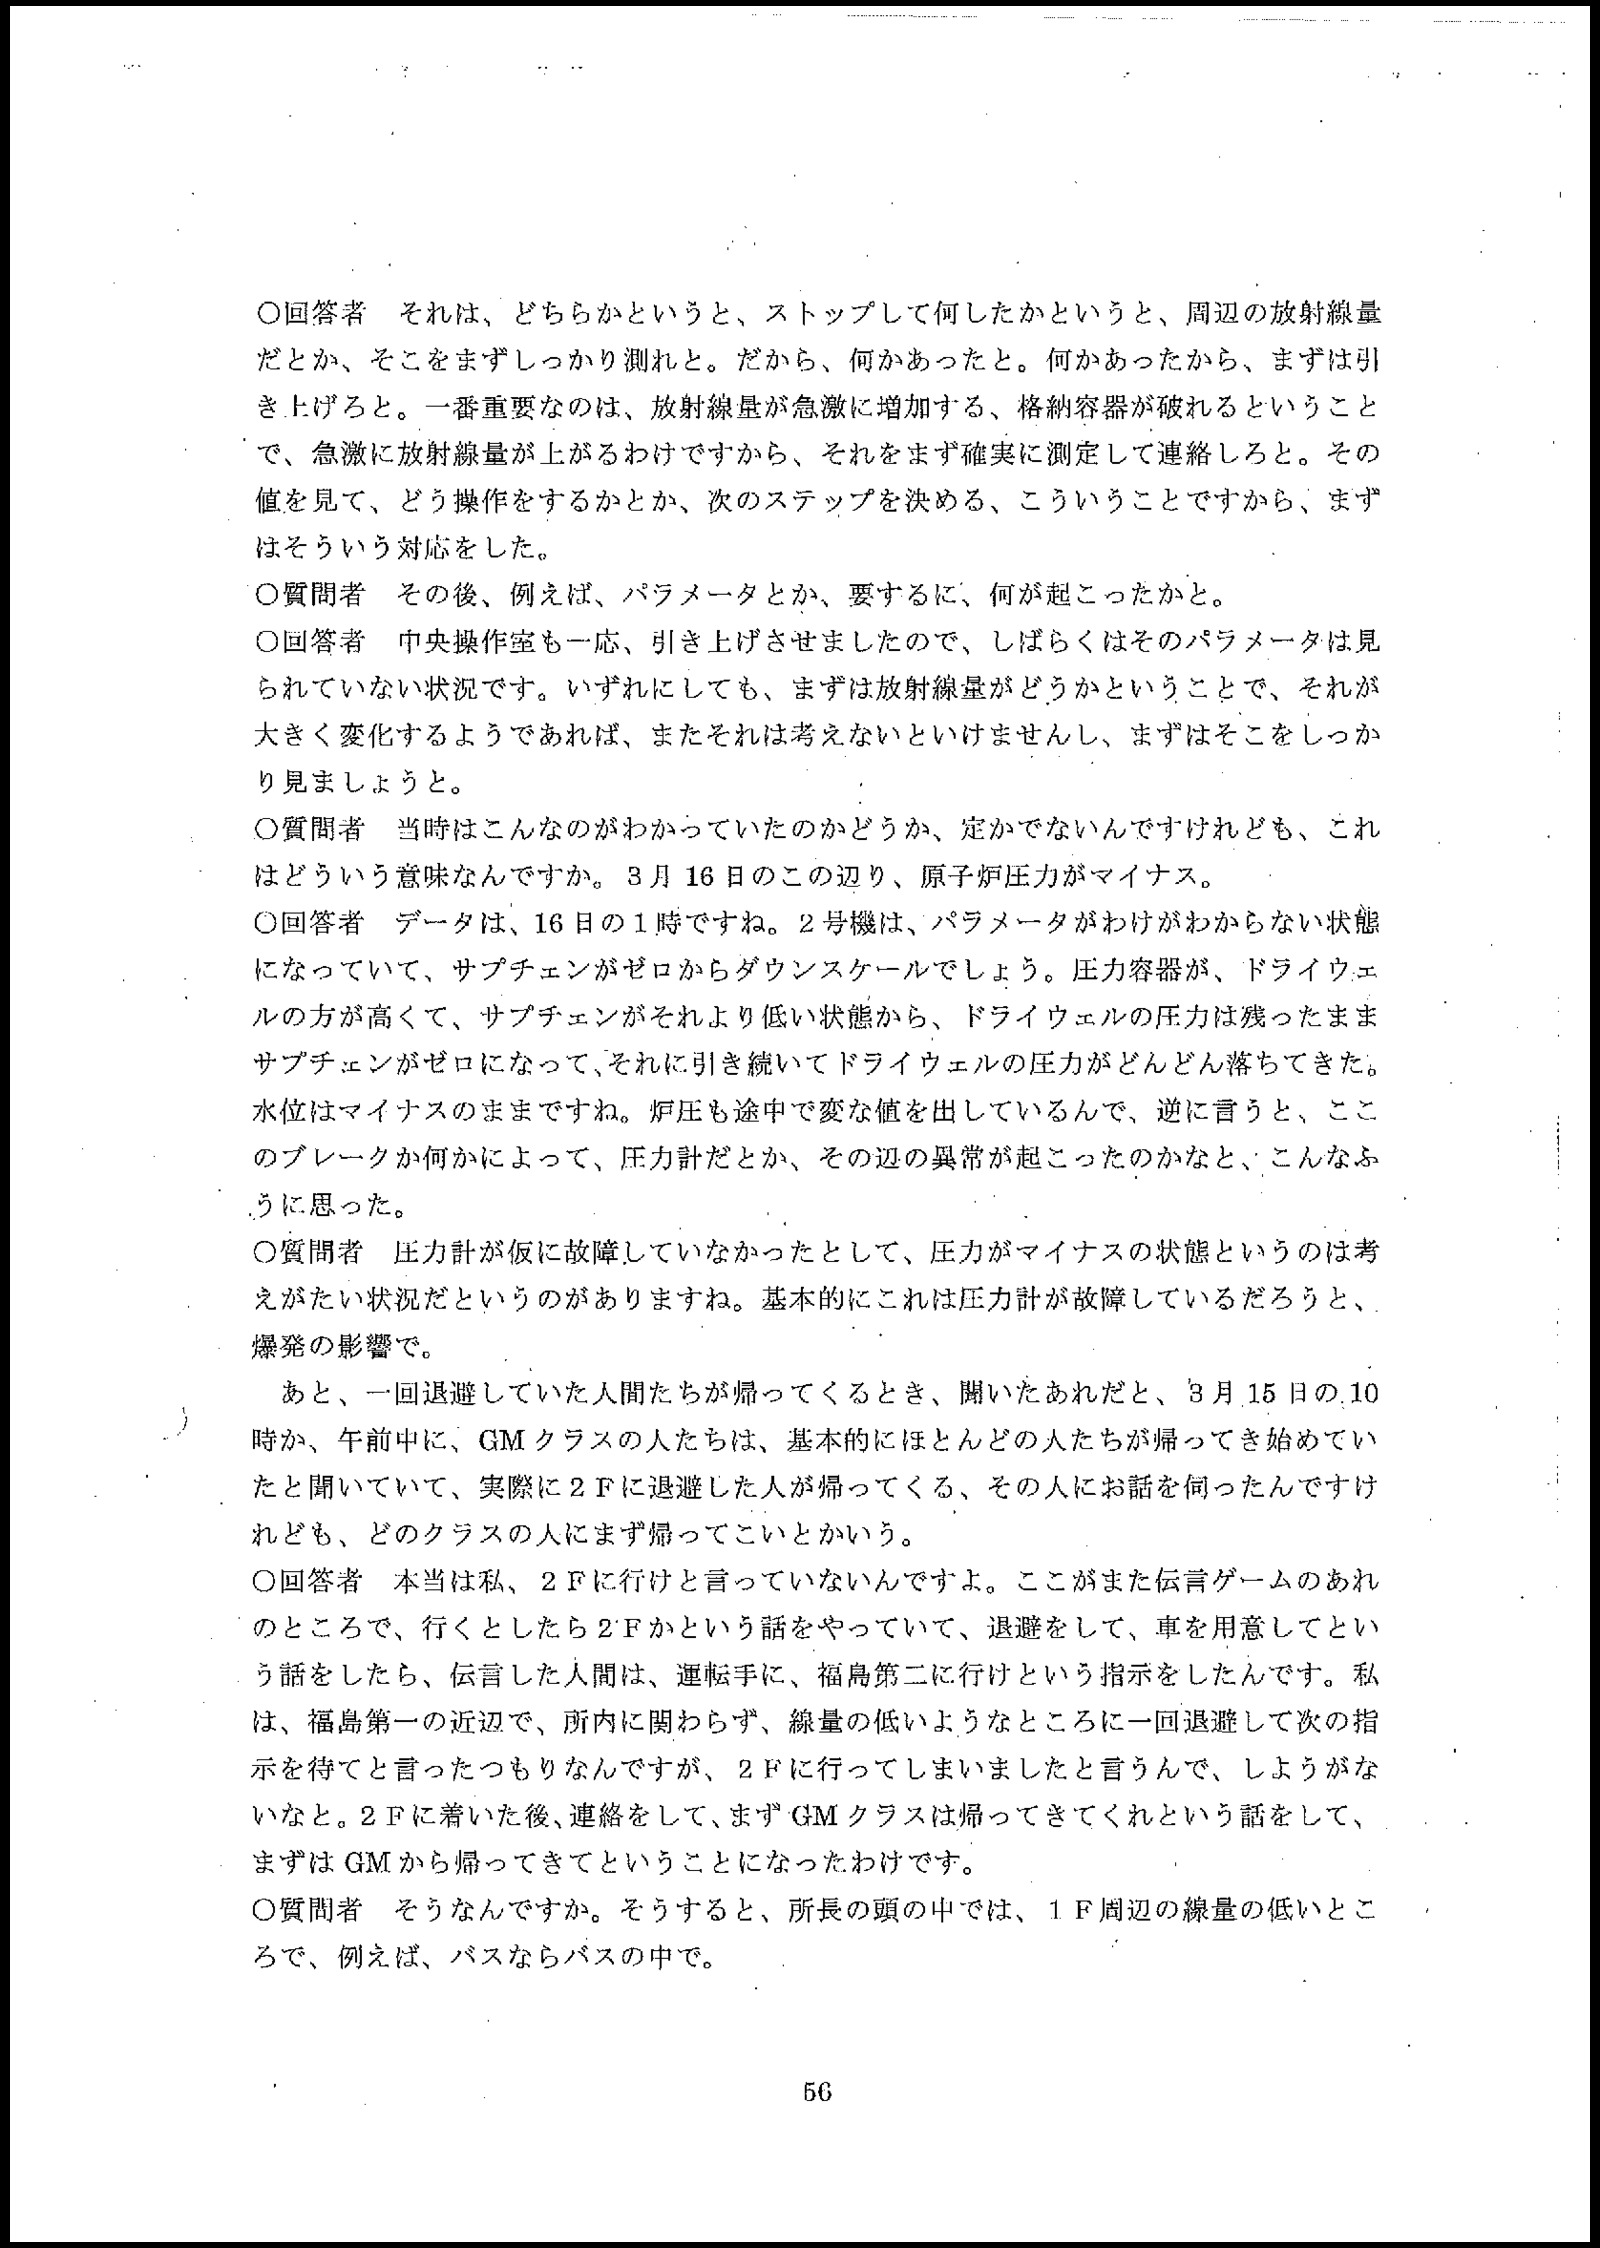 ○回答者　それは、どちらかというと、ストップして何したかというと、周辺の放射線量
だとか、そこをまずしっかり測れと。だから、何かあったと。何かあったから、まずは引
き上げろと。一番重要なのは、放射線量が急激に増加する、格納容器が破れるということ
で、急激に放射線量が上がるわけですから、それをまず確実に測定して連絡しろと。その
値を見て、どう操作をするかとか、次のステップを決める、こういうことですから、まず
はそういう対応をした。
○質問者　その後、例えば、パラメータとか、要するに、何が起こったかと。
○回答者　中央操作室も一応、引き上げさせましたので、しばらくはそのパラメータは見
られていない状況です。いずれにしても、まずは放射線量がどうかということで、それが
大きく変化するようであれば、またそれは考えないといけませんし、まずはそこをしっか
り見ましょうと。
○質問者　当時はこんなのがわかっていたのかどうか、定かでないんですけれども、これ
はどういう意味なんですか。３月 16 日のこの辺り、原子炉圧力がマイナス。
○回答者　データは、16 日の１時ですね。２号機は、パラメータがわけがわからない状態
になっていて、サプチェンがゼロからダウンスケールでしょう。圧力容器が、ドライウェ
ルの方が高くて、サプチェンがそれより低い状態から、ドライウェルの圧力は残ったまま
サプチェンがゼロになって、それに引き続いてドライウェルの圧力がどんどん落ちてきた。
水位はマイナスのままですね。炉圧も途中で変な値を出しているんで、逆に言うと、ここ
のブレークか何かによって、圧力計だとか、その辺の異常が起こったのかなと、こんなふ
うに思った。
○質問者　圧力計が仮に故障していなかったとして、圧力がマイナスの状態というのは考
えがたい状況だというのがありますね。基本的にこれは圧力計が故障しているだろうと、
爆発の影響で。
　あと、一回退避していた人間たちが帰ってくるとき、聞いたあれだと、３月 15 日の 10
時か、午前中に、GM クラスの人たちは、基本的にほとんどの人たちが帰ってき始めてい
たと聞いていて、実際に２Ｆに退避した人が帰ってくる、その人にお話を伺ったんですけ
れども、どのクラスの人にまず帰ってこいとかいう。
○回答者　本当は私、２Ｆに行けと言っていないんですよ。ここがまた伝言ゲームのあれ
のところで、行くとしたら２Ｆかという話をやっていて、退避をして、車を用意してとい
う話をしたら、伝言した人間は、運転手に、福島第二に行けという指示をしたんです。私
は、福島第一の近辺で、所内に関わらず、線量の低いようなところに一回退避して次の指
示を待てと言ったつもりなんですが、２Ｆに行ってしまいましたと言うんで、しようがな
いなと。２Ｆに着いた後、連絡をして、まず GM クラスは帰ってきてくれという話をして、
まずは GM から帰ってきてということになったわけです。
○質問者　そうなんですか。そうすると、所長の頭の中では、１Ｆ周辺の線量の低いとこ
ろで、例えば、バスならバスの中で。
56